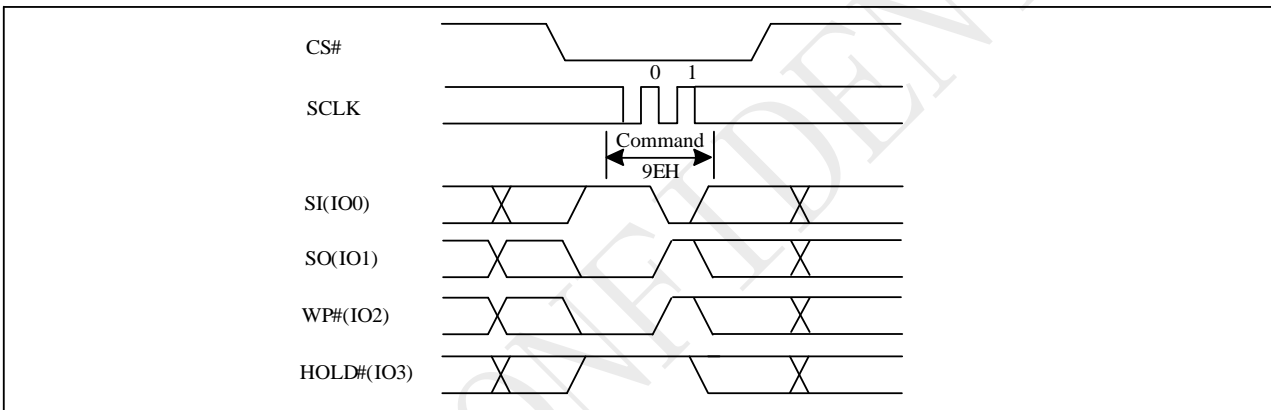 CS#
0 1
SCLK
Command
9EH
SI(IO0)
SO(IO1)
WP#(IO2)
HOLD#(IO3)